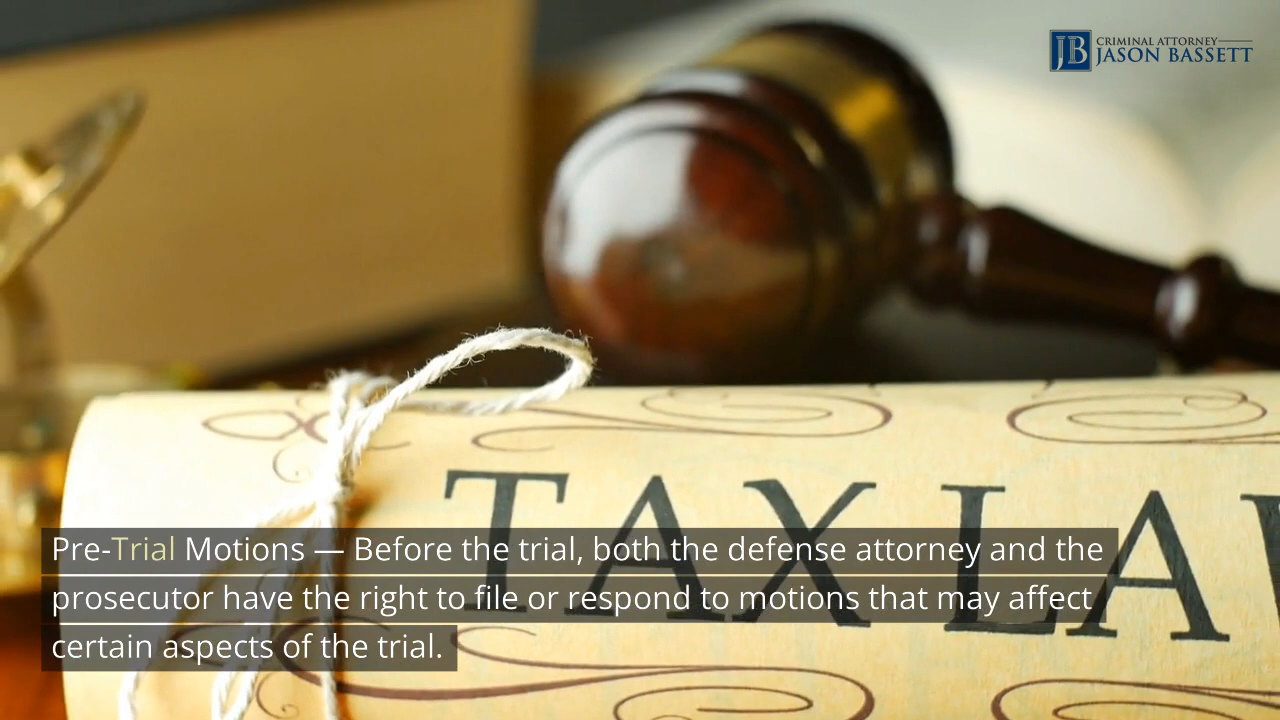 CRIMINAL ATTORNEY
JB JASON BASSETT
TAX LA
Pre-Trial Motions — Before the trial, both the defense attorney and the
prosecutor have the right to file or respond to motions that may affect
certain aspects of the trial.